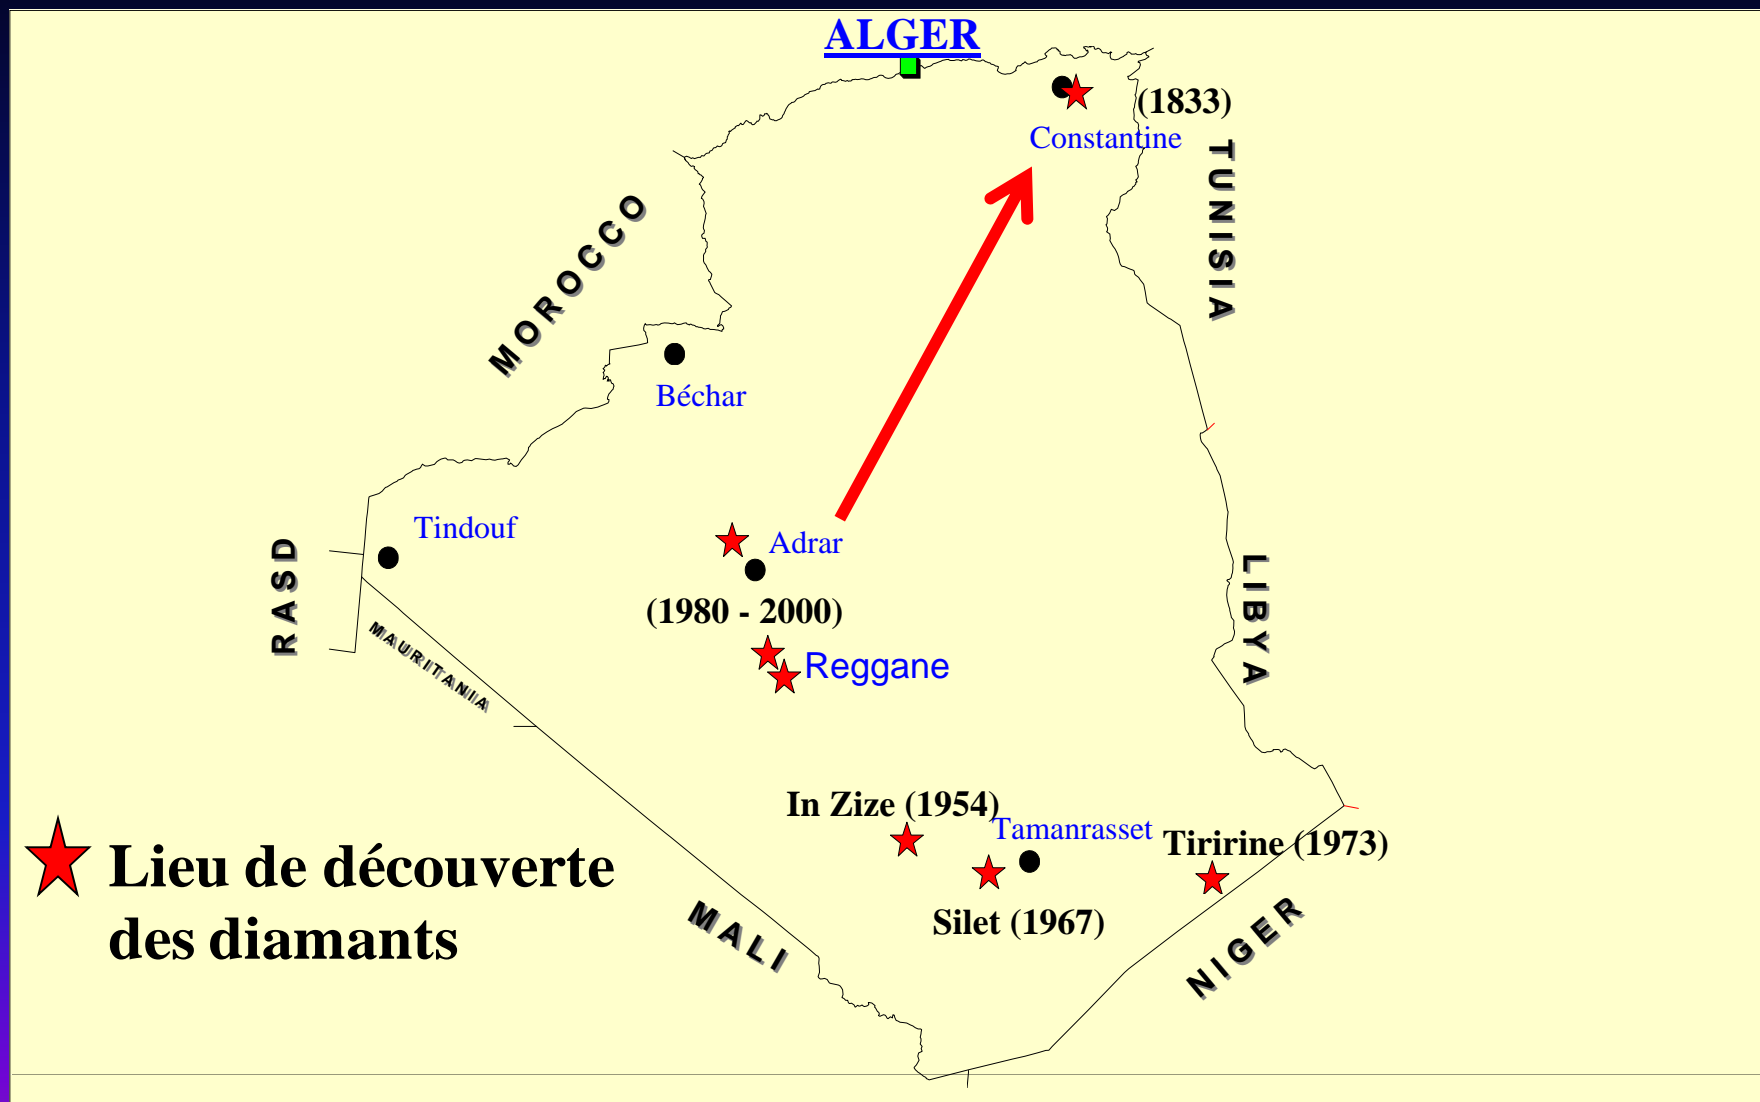 ALGER
(1833)
Constantine
TUNISIA
MOROCCO
Béchar
Tindouf
Adrar
RASD
(1980 - 2000)
LIBYA
MAURITANIA
Reggane
In Zize (1954)
Tamanrasset
Tiririne (1973)
Lieu de découverte
des diamants
Silet (1967)
MALI
NIGER